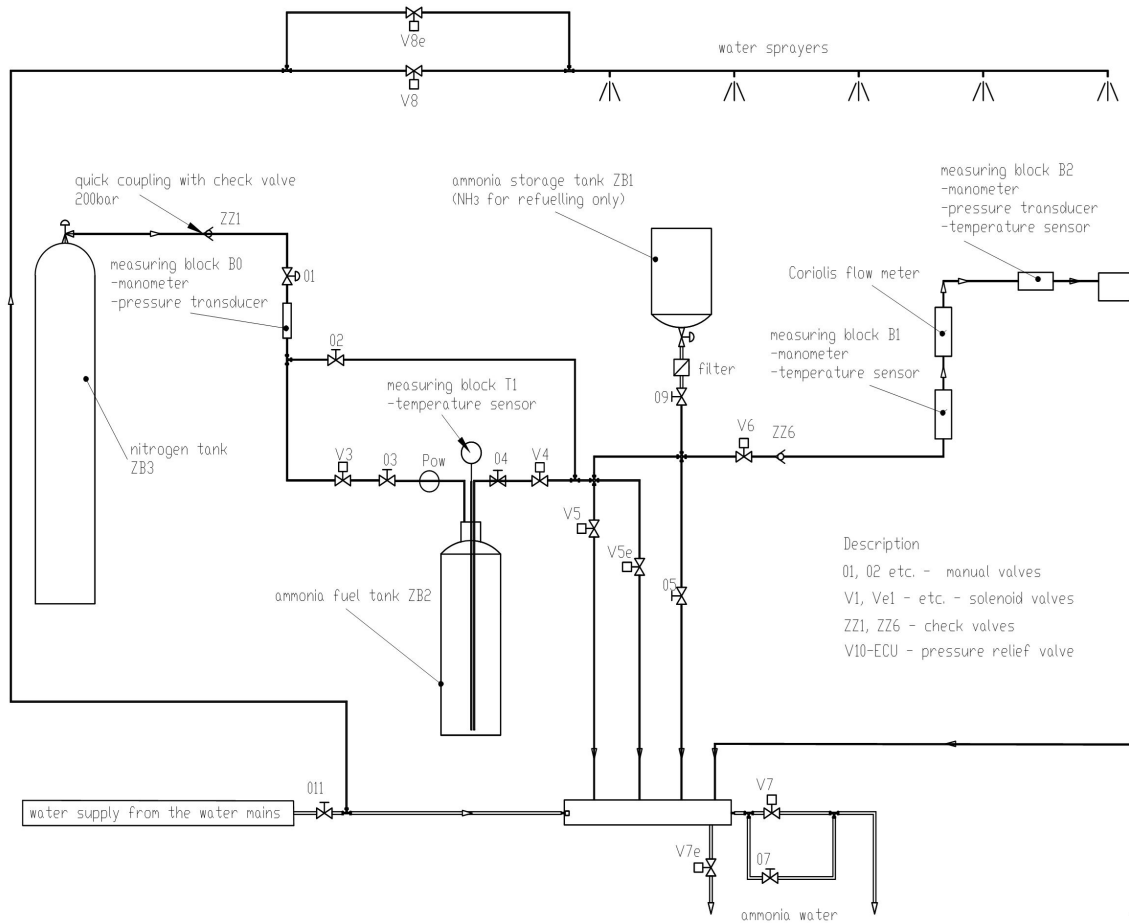 V8e
water sprayers
V8
quick coupling with check valve
200bar
ZZ1
ammonia storage tank ZB1
(NH3 for refuelling only)
measuring block B2
-manometer
-pressure transducer
-temperature sensor
measuring block B0
-manometer
-pressure transducer
01
Coriolis flow meter
measuring block B1
-manometer
-temperature sensor
02
filter
measuring block T1
-temperature sensor
09
nitrogen tank
ZB3
V3
03
Pow
04
V4
V6
ZZ6
V5
V5e
05
ammonia fuel tank ZB2
Description
01, 02 etc. - manual valves
V1, Ve1 - etc. - solenoid valves
ZZ1, ZZ6 - check valves
V10-ECU - pressure relief valve
011
water supply from the water mains
V7
V7e
07
ammonia water